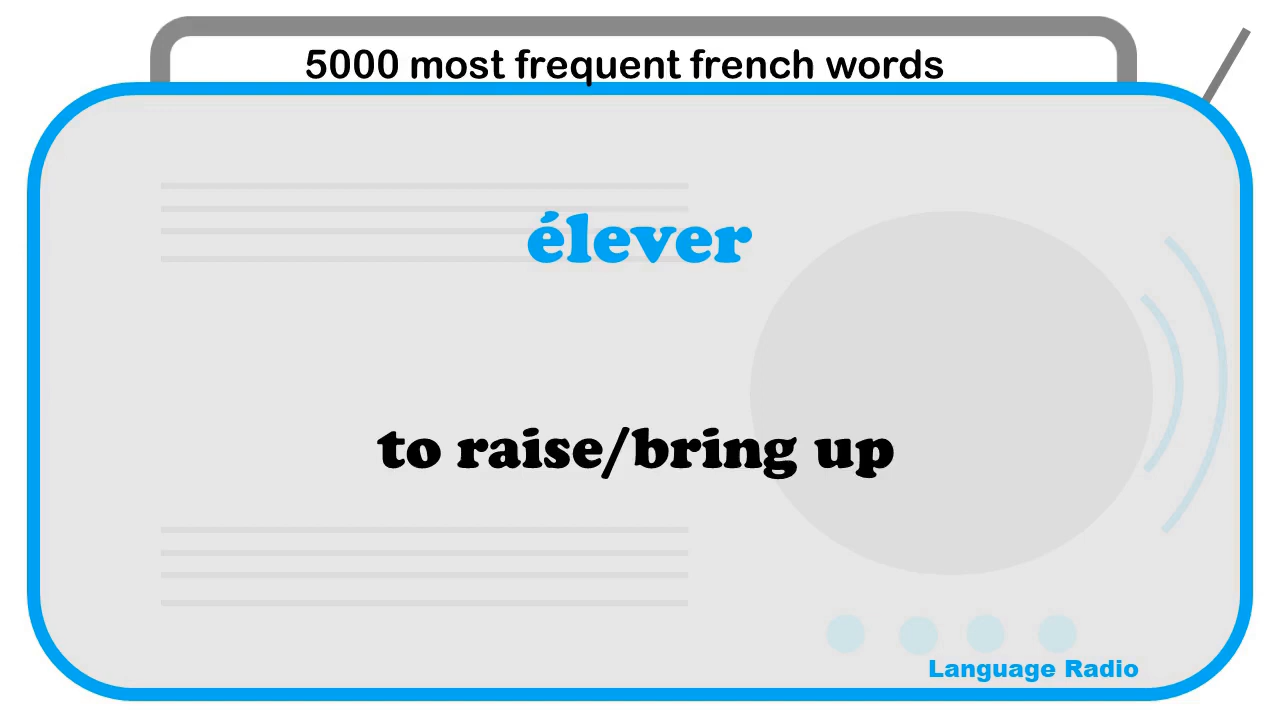 5000 most frequent french words
élever
to raise/bring up
Language Radio